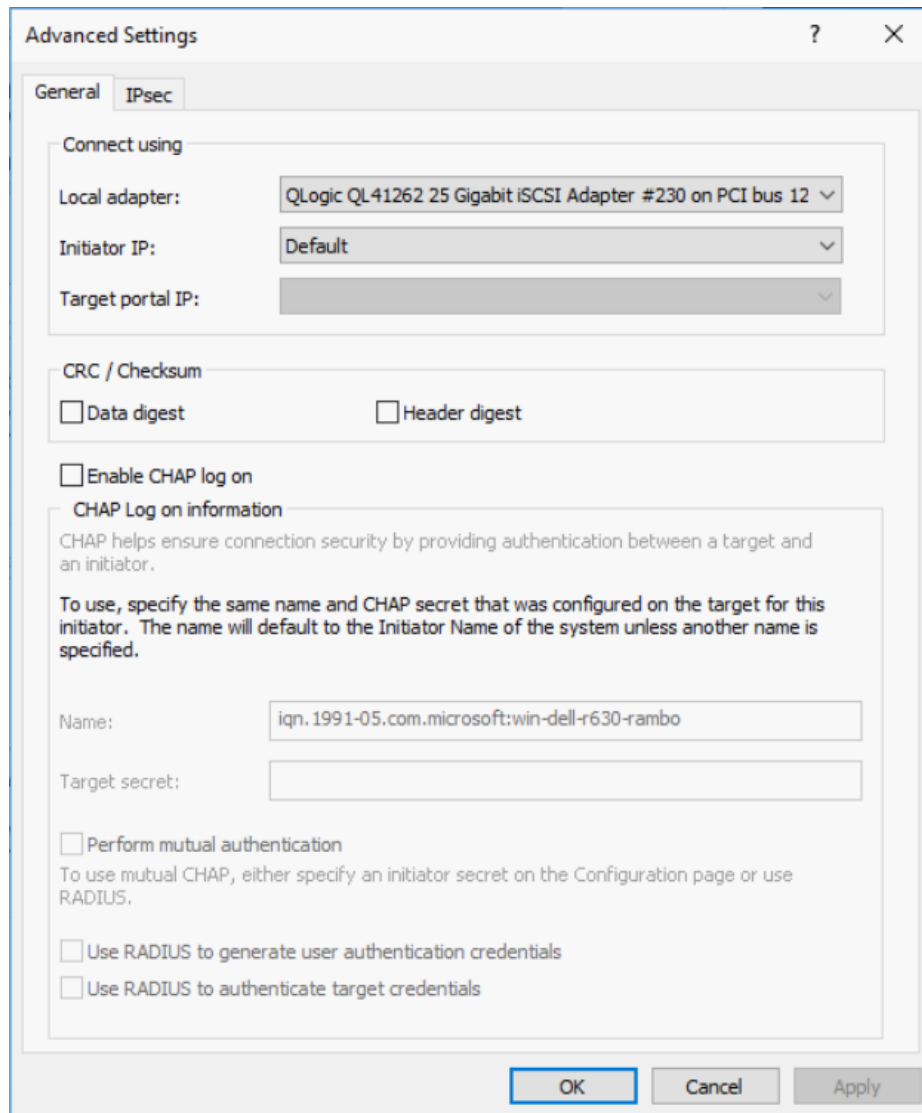 Advanced Settings
?
General
IPsec
Connect using
Local adapter:
QLogic QL41262 25 Gigabit iSCSI Adapter #230 on PCI bus 12
Initiator IP:
Default
Target portal IP:
CRC / Checksum
Data digest
Header digest
Enable CHAP log on
CHAP Log on information
CHAP helps ensure connection security by providing authentication between a target and
an initiator.
To use, specify the same name and CHAP secret that was configured on the target for this
initiator. The name will default to the Initiator Name of the system unless another name is
specified.
Name:
iqn.1991-05.com.microsoft:win-dell-r630-rambo
Target secret:
Perform mutual authentication
To use mutual CHAP, either specify an initiator secret on the Configuration page or use
RADIUS.
Use RADIUS to generate user authentication credentials
Use RADIUS to authenticate target credentials
OK
Cancel
Apply